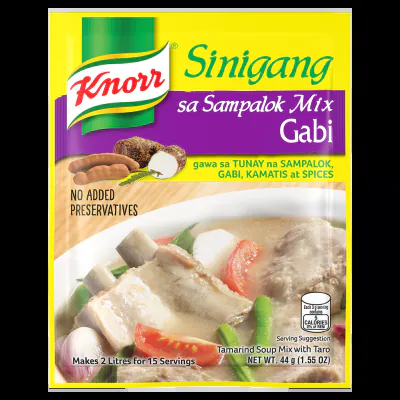 Knorr
®
Sinigang
sa Sampalok Mix
Gabi
gawa sa TUNAY na SAMPALOK,
GABI, KAMATIS at SPICES
NO ADDED
PRESERVATIVES
CALORIES
Serving Suggestion
Makes 2 Litres for 15 Servings
Tamarind Soup Mix with Taro
NET WT. 44 g (1.55 OZ)